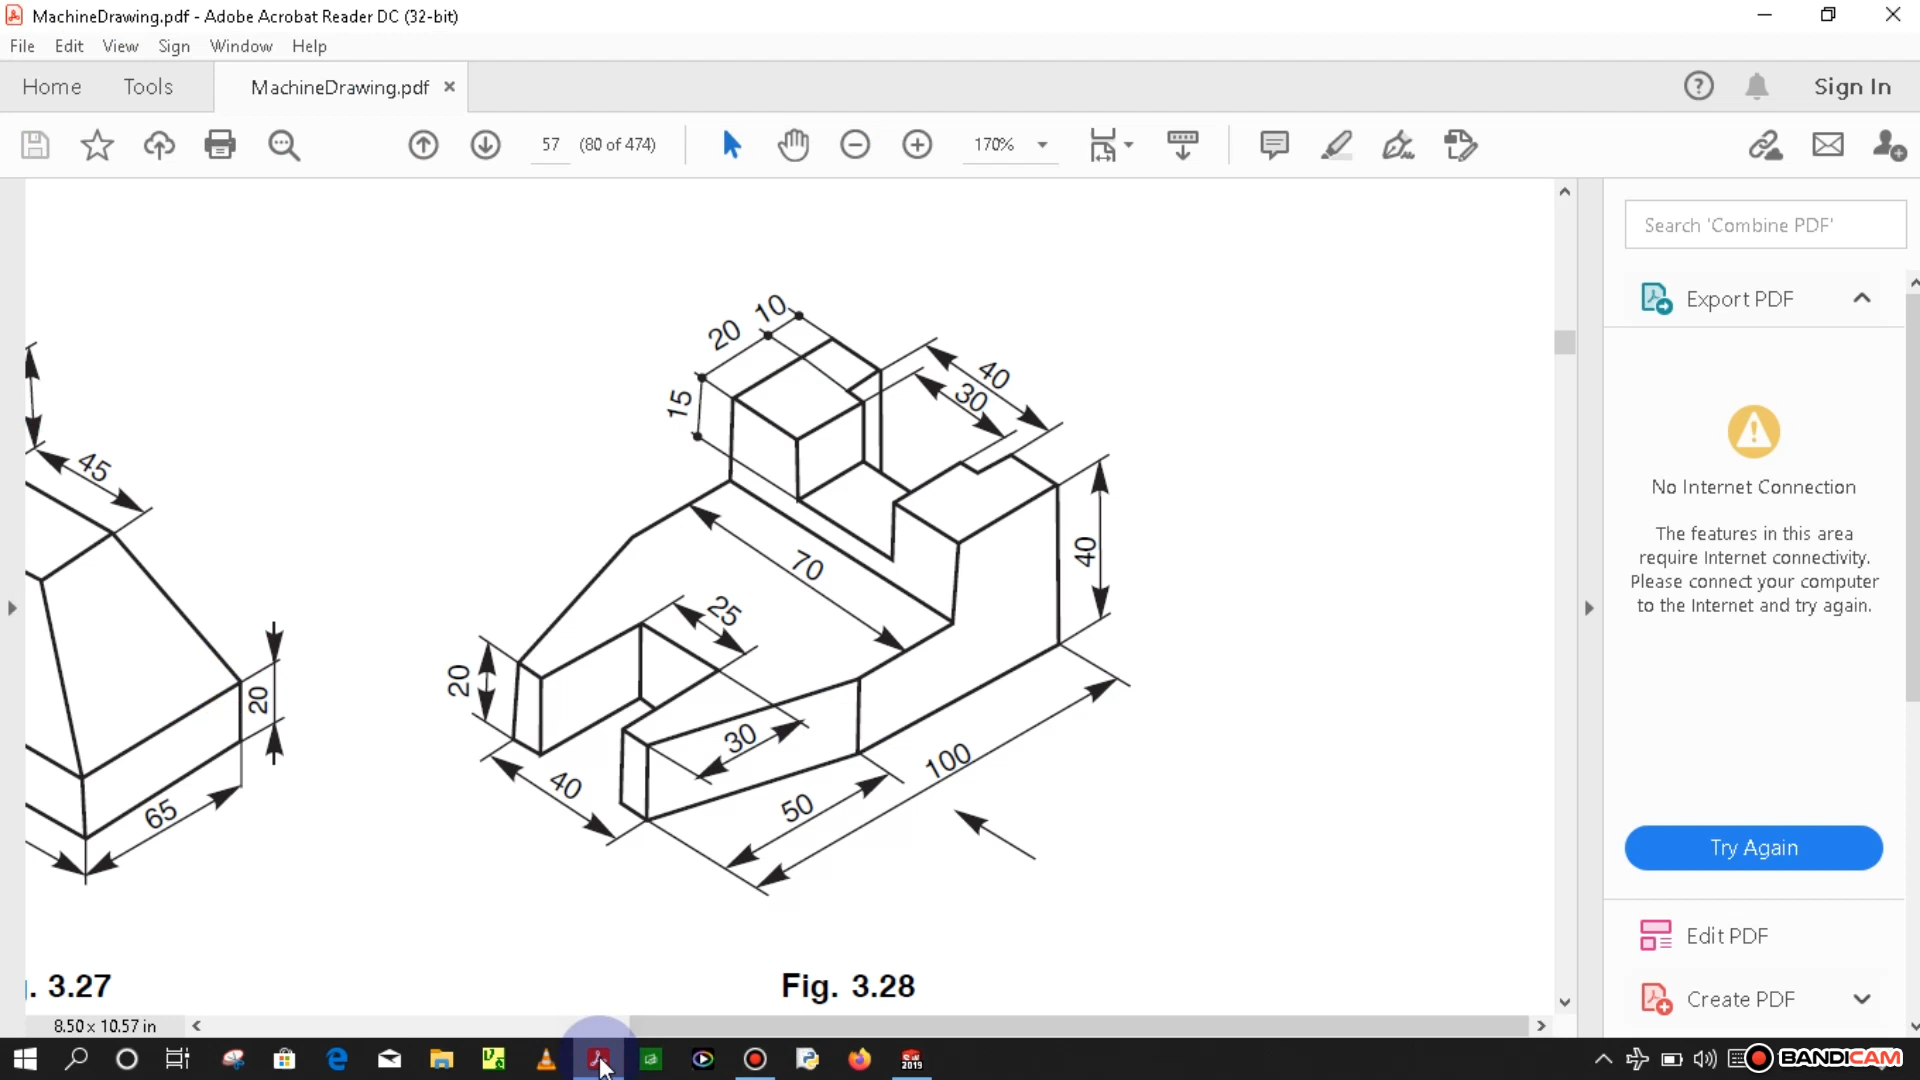 MachineDrawing.pdf - Adobe Acrobat Reader DC (32-bit)
File Edit View Sign Window Help
Home Tools MachineDrawing.pdf × Sign In
57 (80 of 474) 170%
Search 'Combine PDF'
Export PDF
No Internet Connection
The features in this area
require Internet connectivity.
Please connect your computer
to the Internet and try again.
Try Again
Edit PDF
Create PDF
45
20
65
10
20
15
40
30
40
70
25
20
30
40
50
100
. 3.27
Fig. 3.28
8.50 x 10.57 in
2019
BANDICAM